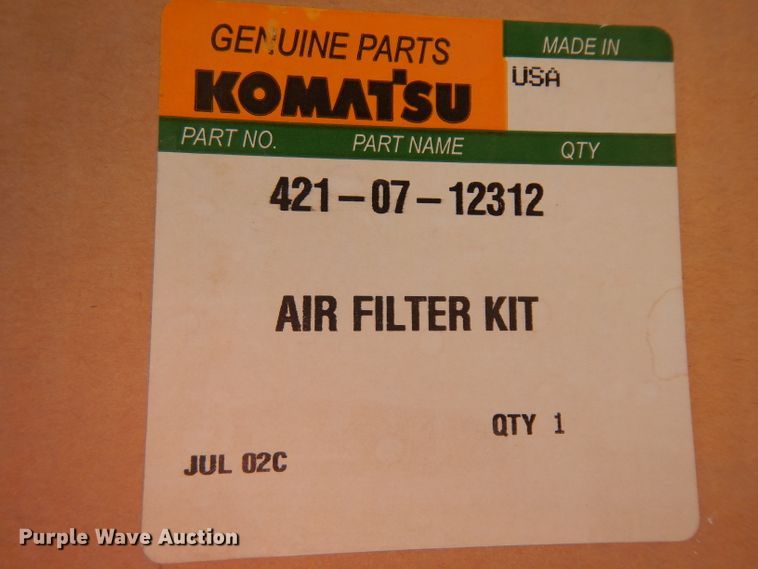 GENUINE PARTS
KOMATSU
MADE IN
USA
PART NO. PART NAME QTY
421-07-12312
AIR FILTER KIT
QTY 1
JUL 02C
Purple Wave Auction